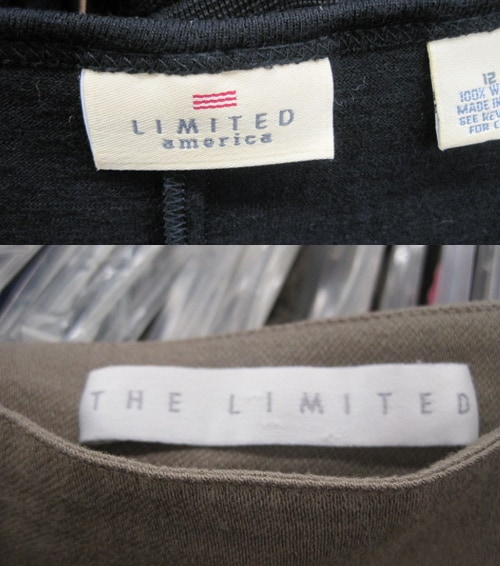 LIMITED
america
12
100% W
MADE IN
SEE REV
FOR C
THE LIMITED